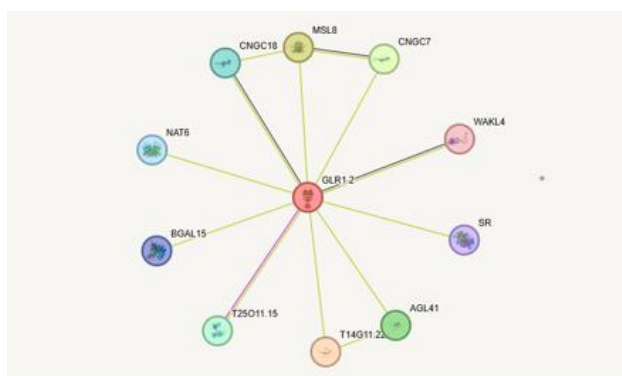 MSL8
CNGC18
CNGC7
WAKL4
NAT6
GLR1.2
SR
BGAL15
AGL41
T25O11.15
T14G11.22